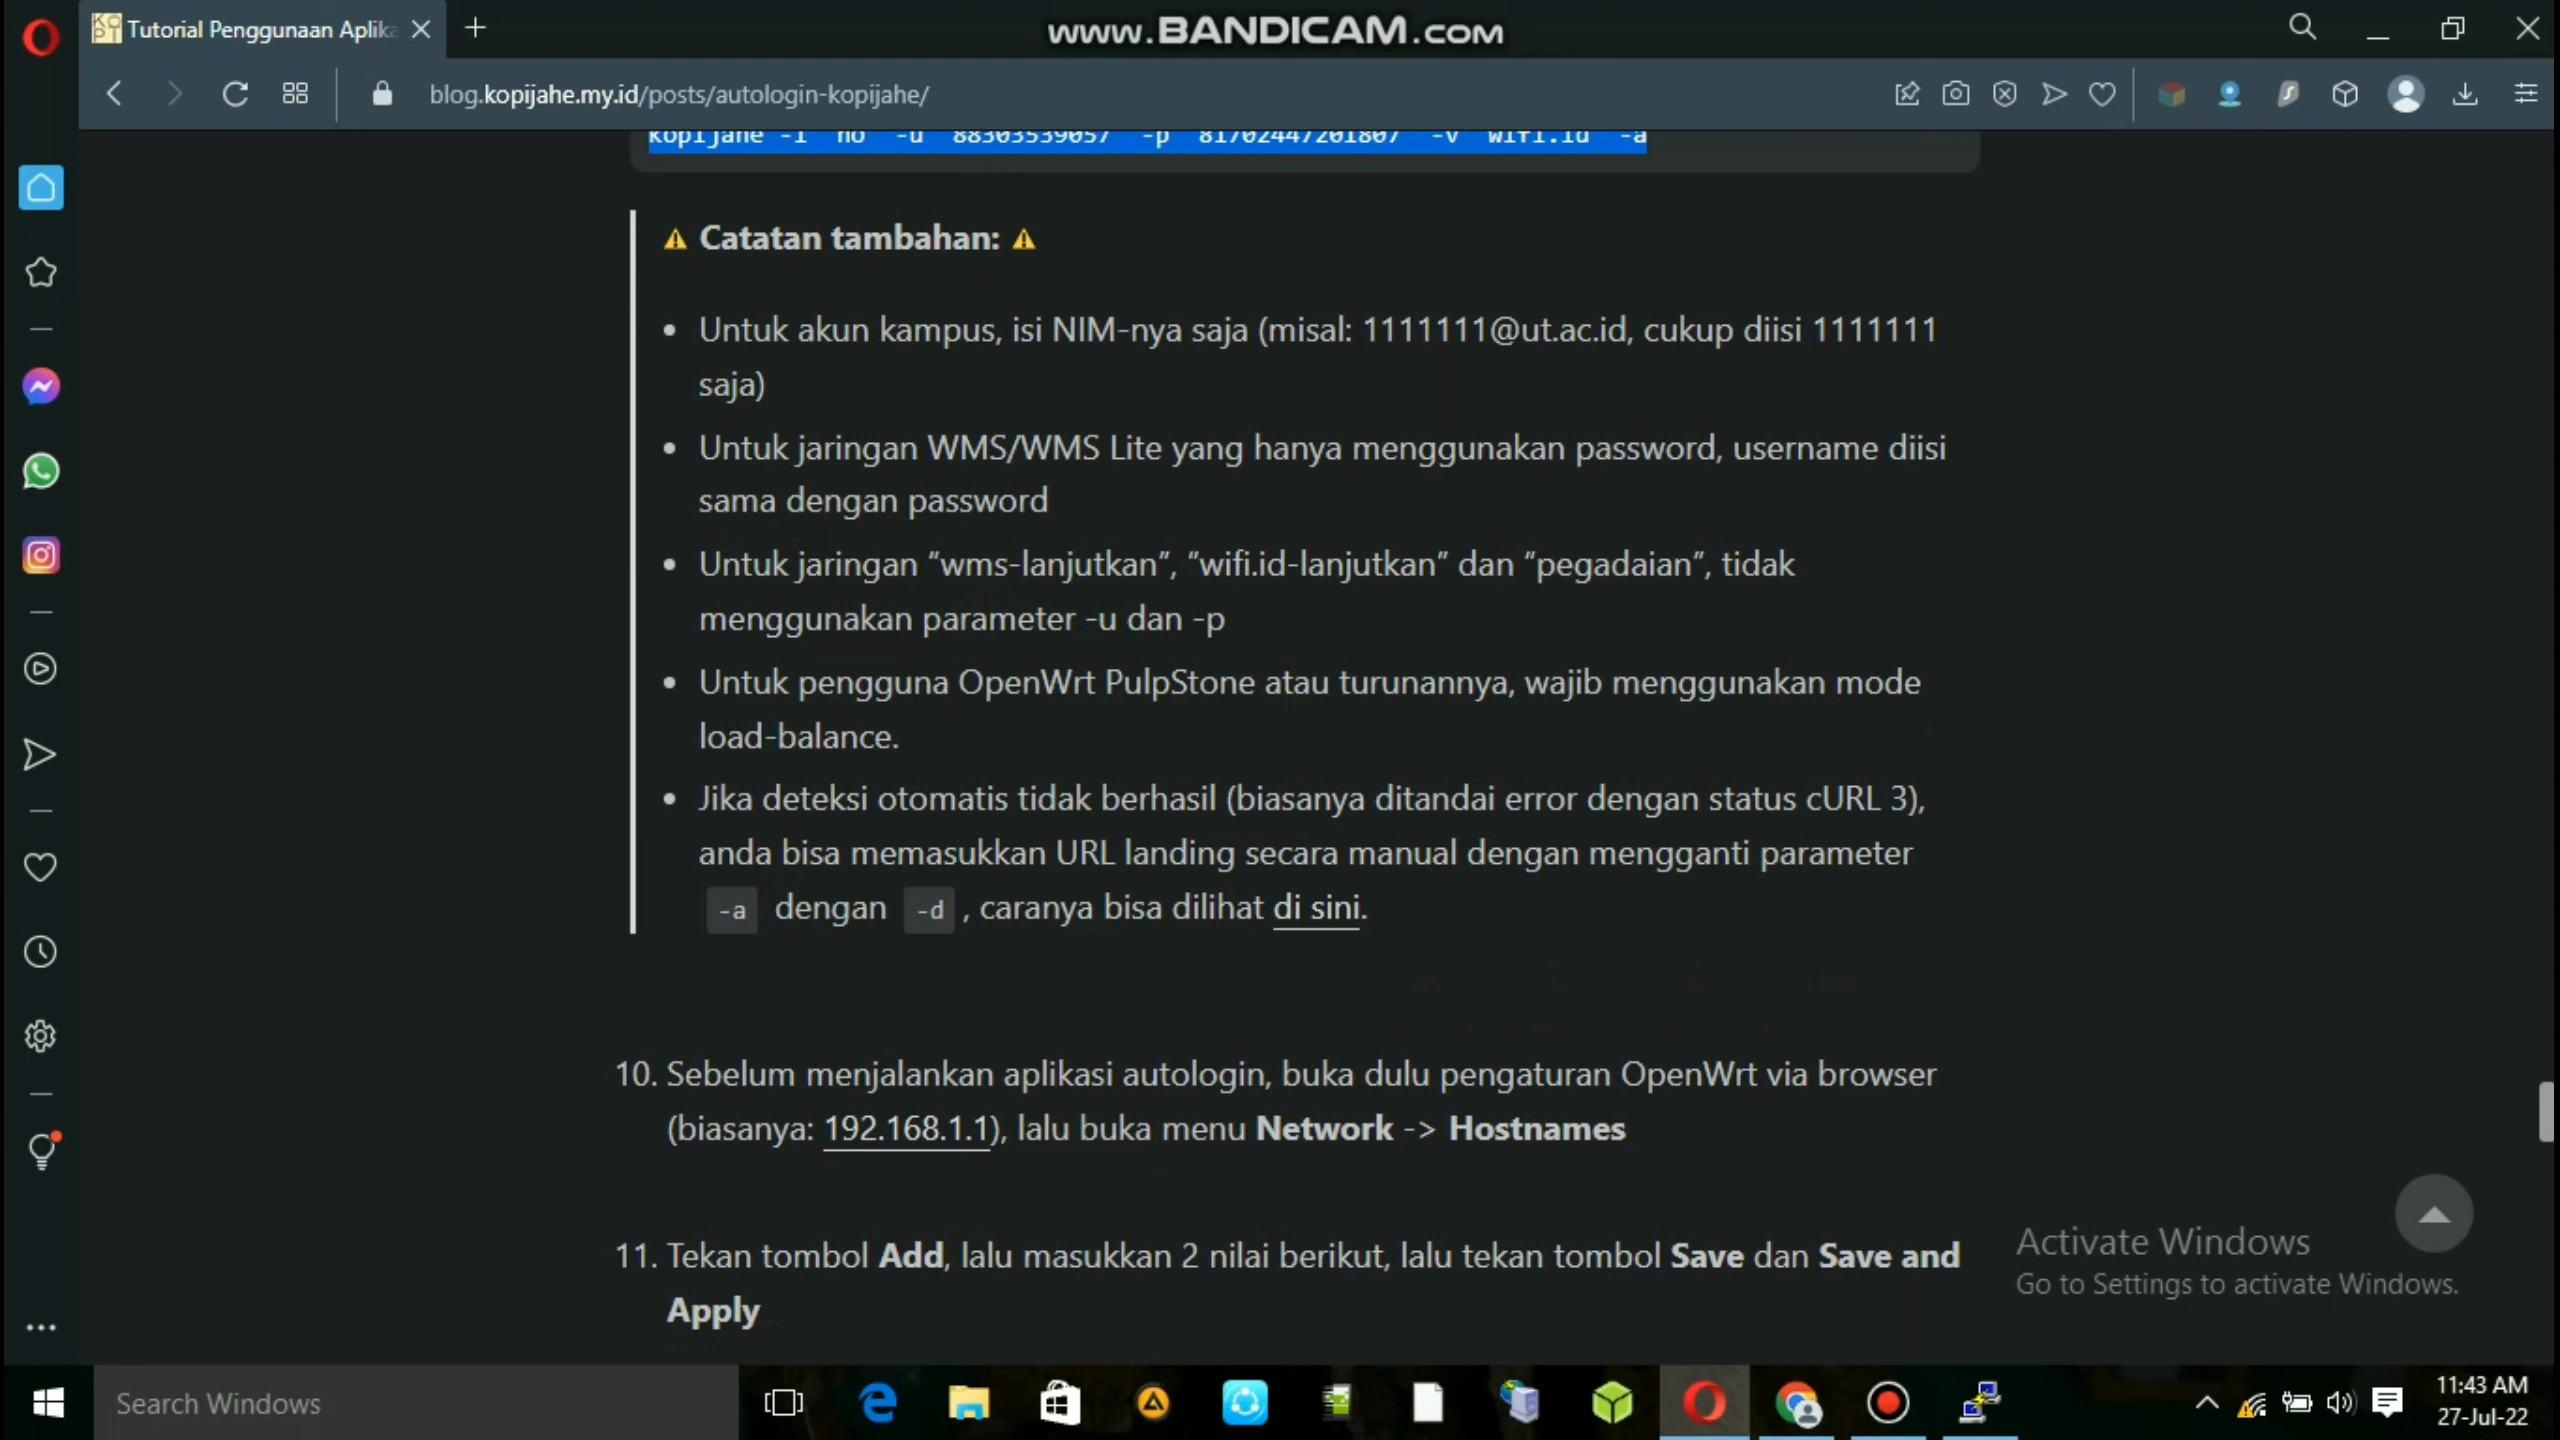 Tutorial Penggunaan Aplika
www.BANDICAM.com
blog.kopijahe.my.id/posts/autologin-kopijahe/
kopijahe -i no -u 88303539057 -p 81702447201807 -v wifi.id -a
⚠ Catatan tambahan: ⚠
• Untuk akun kampus, isi NIM-nya saja (misal: 1111111@ut.ac.id, cukup diisi 1111111
saja)
• Untuk jaringan WMS/WMS Lite yang hanya menggunakan password, username diisi
sama dengan password
• Untuk jaringan “wms-lanjutkan”, “wifi.id-lanjutkan” dan “pegadaian”, tidak
menggunakan parameter -u dan -p
• Untuk pengguna OpenWrt PulpStone atau turunannya, wajib menggunakan mode
load-balance.
• Jika deteksi otomatis tidak berhasil (biasanya ditandai error dengan status cURL 3),
anda bisa memasukkan URL landing secara manual dengan mengganti parameter
-a dengan -d , caranya bisa dilihat di sini.
10. Sebelum menjalankan aplikasi autologin, buka dulu pengaturan OpenWrt via browser
(biasanya: 192.168.1.1), lalu buka menu Network -> Hostnames
11. Tekan tombol Add, lalu masukkan 2 nilai berikut, lalu tekan tombol Save dan Save and
Apply
Activate Windows
Go to Settings to activate Windows.
Search Windows
11:43 AM
27-Jul-22